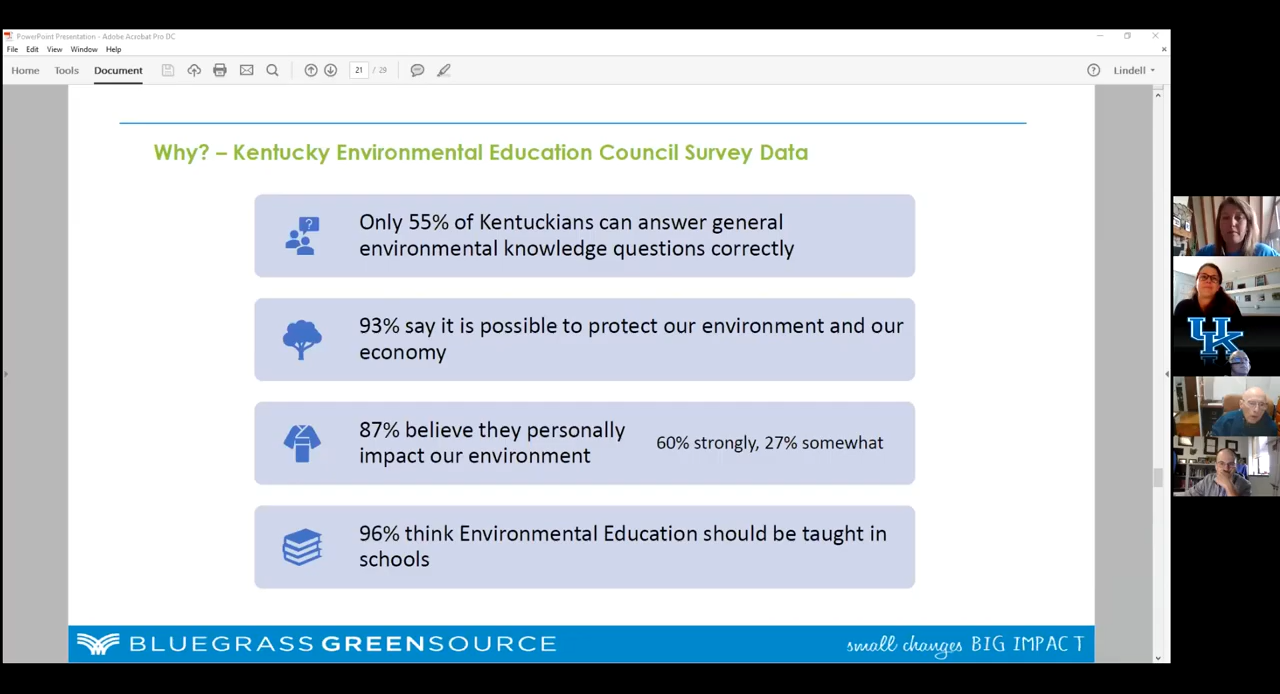 PowerPoint Presentation - Adobe Acrobat Pro DC
File Edit View Window Help
Home Tools Document 21 / 29 Lindell
Why? – Kentucky Environmental Education Council Survey Data
?
Only 55% of Kentuckians can answer general
environmental knowledge questions correctly
93% say it is possible to protect our environment and our
economy
87% believe they personally
impact our environment
60% strongly, 27% somewhat
96% think Environmental Education should be taught in
schools
BLUEGRASS GREENSOURCE
small changes BIG IMPACT
UK